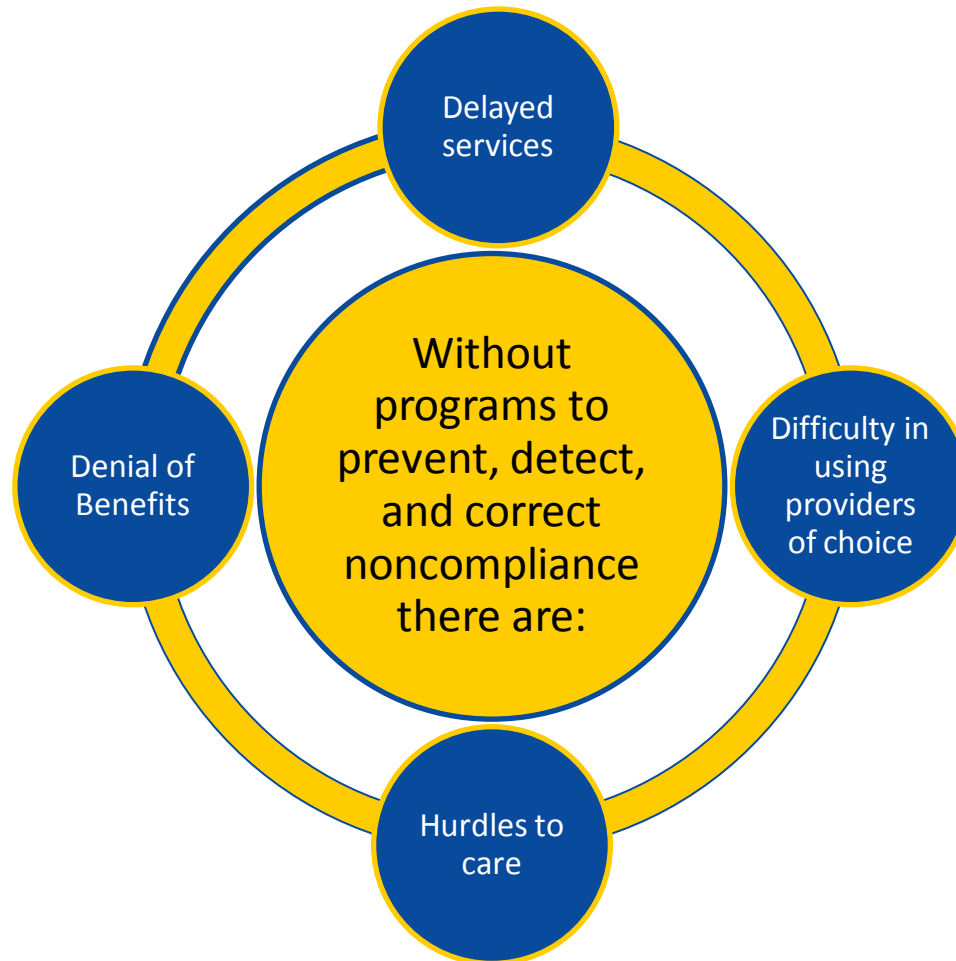 Delayed
services
Without
programs to
prevent, detect,
and correct
noncompliance
there are:
Denial of
Benefits
Difficulty in
using
providers
of choice
Hurdles to
care